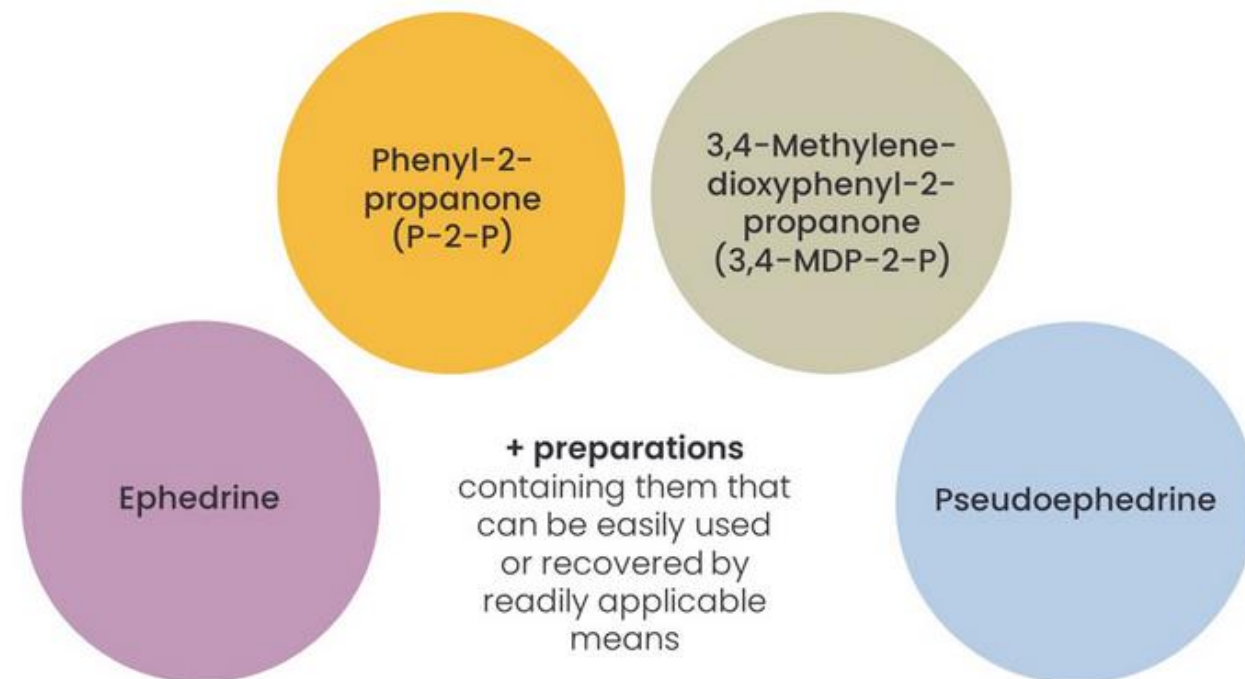 Phenyl-2-
propanone
(P-2-P)
3,4-Methylene-
dioxyphenyl-2-
propanone
(3,4-MDP-2-P)
Ephedrine
+ preparations
containing them that
can be easily used
or recovered by
readily applicable
means
Pseudoephedrine